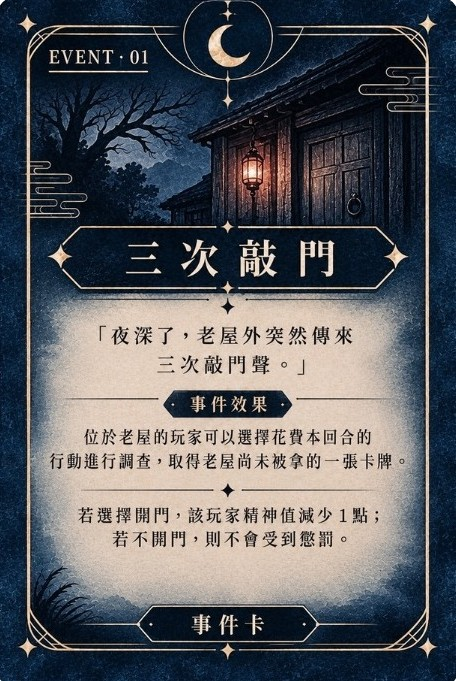 EVENT · 01
三次敲門
「夜深了，老屋外突然傳來
三次敲門聲。」
事件效果
位於老屋的玩家可以選擇花費本回合的
行動進行調查，取得老屋尚未被拿的一張卡牌。
若選擇開門，該玩家精神值減少 1 點；
若不開門，則不會受到懲罰。
事件卡